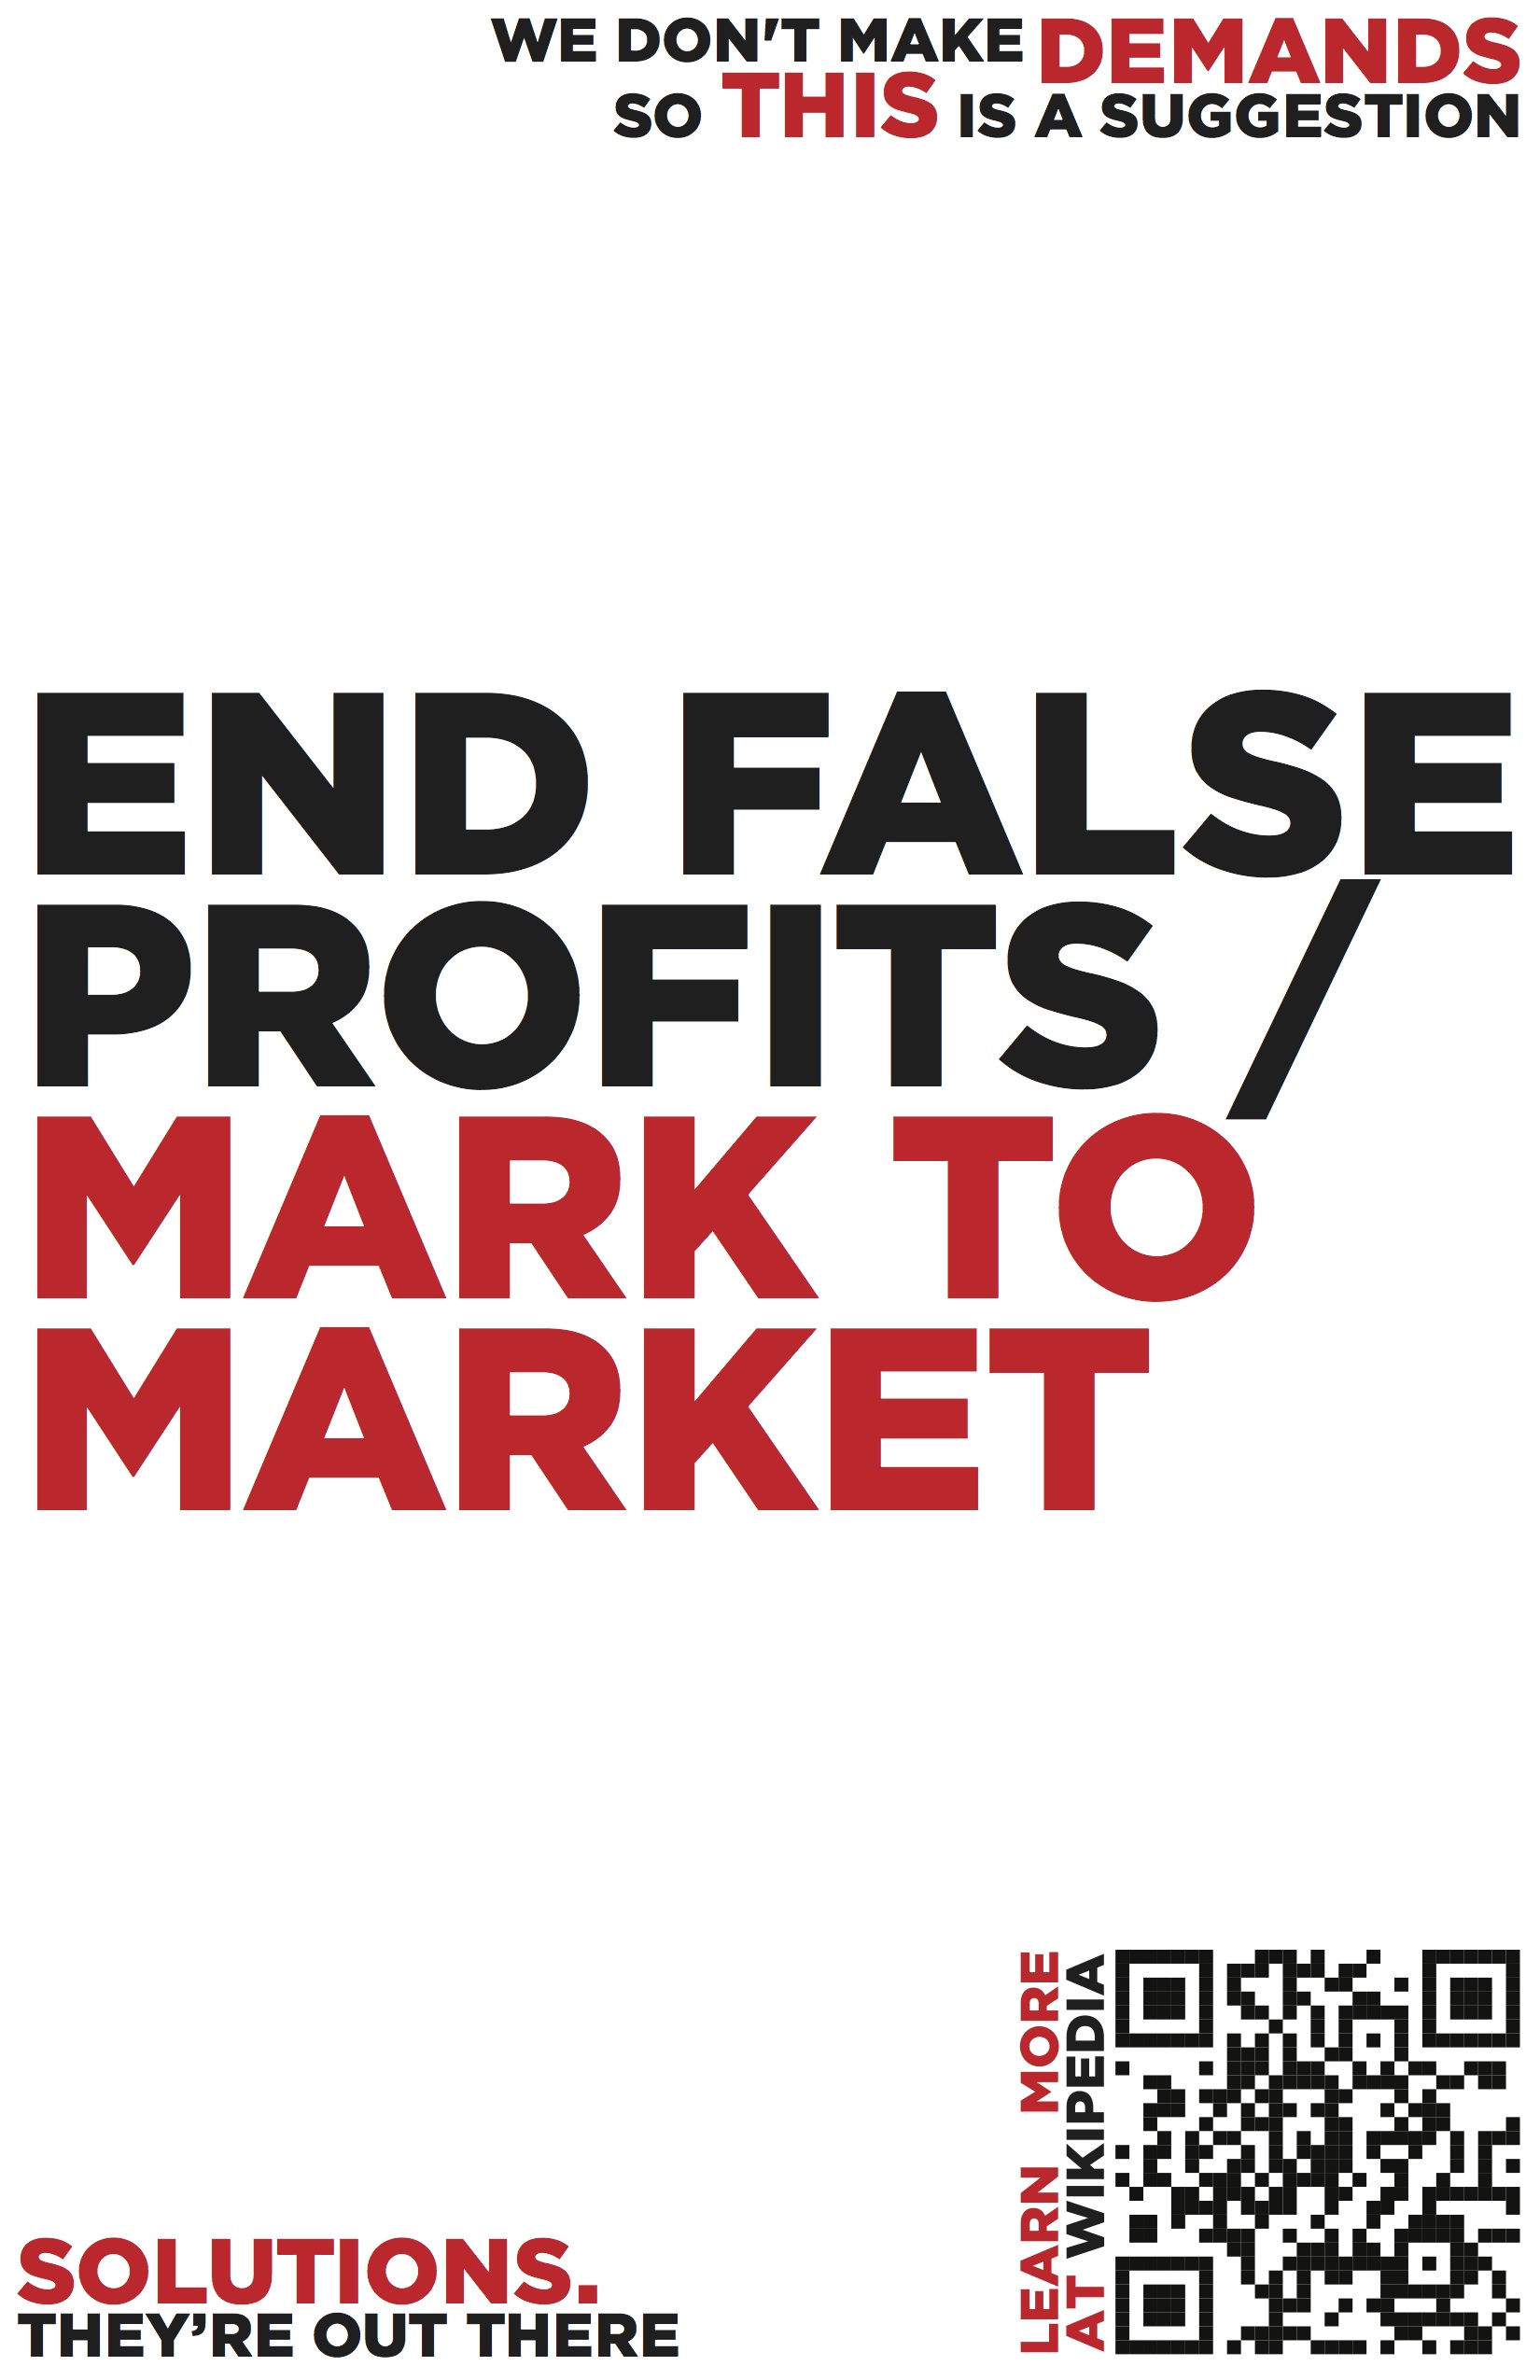 WE DON'T MAKE DEMANDS
SO THIS IS A SUGGESTION
END FALSE
PROFITS /
MARK TO
MARKET
LEARN MORE
AT WIKIPEDIA
SOLUTIONS.
THEY’RE OUT THERE